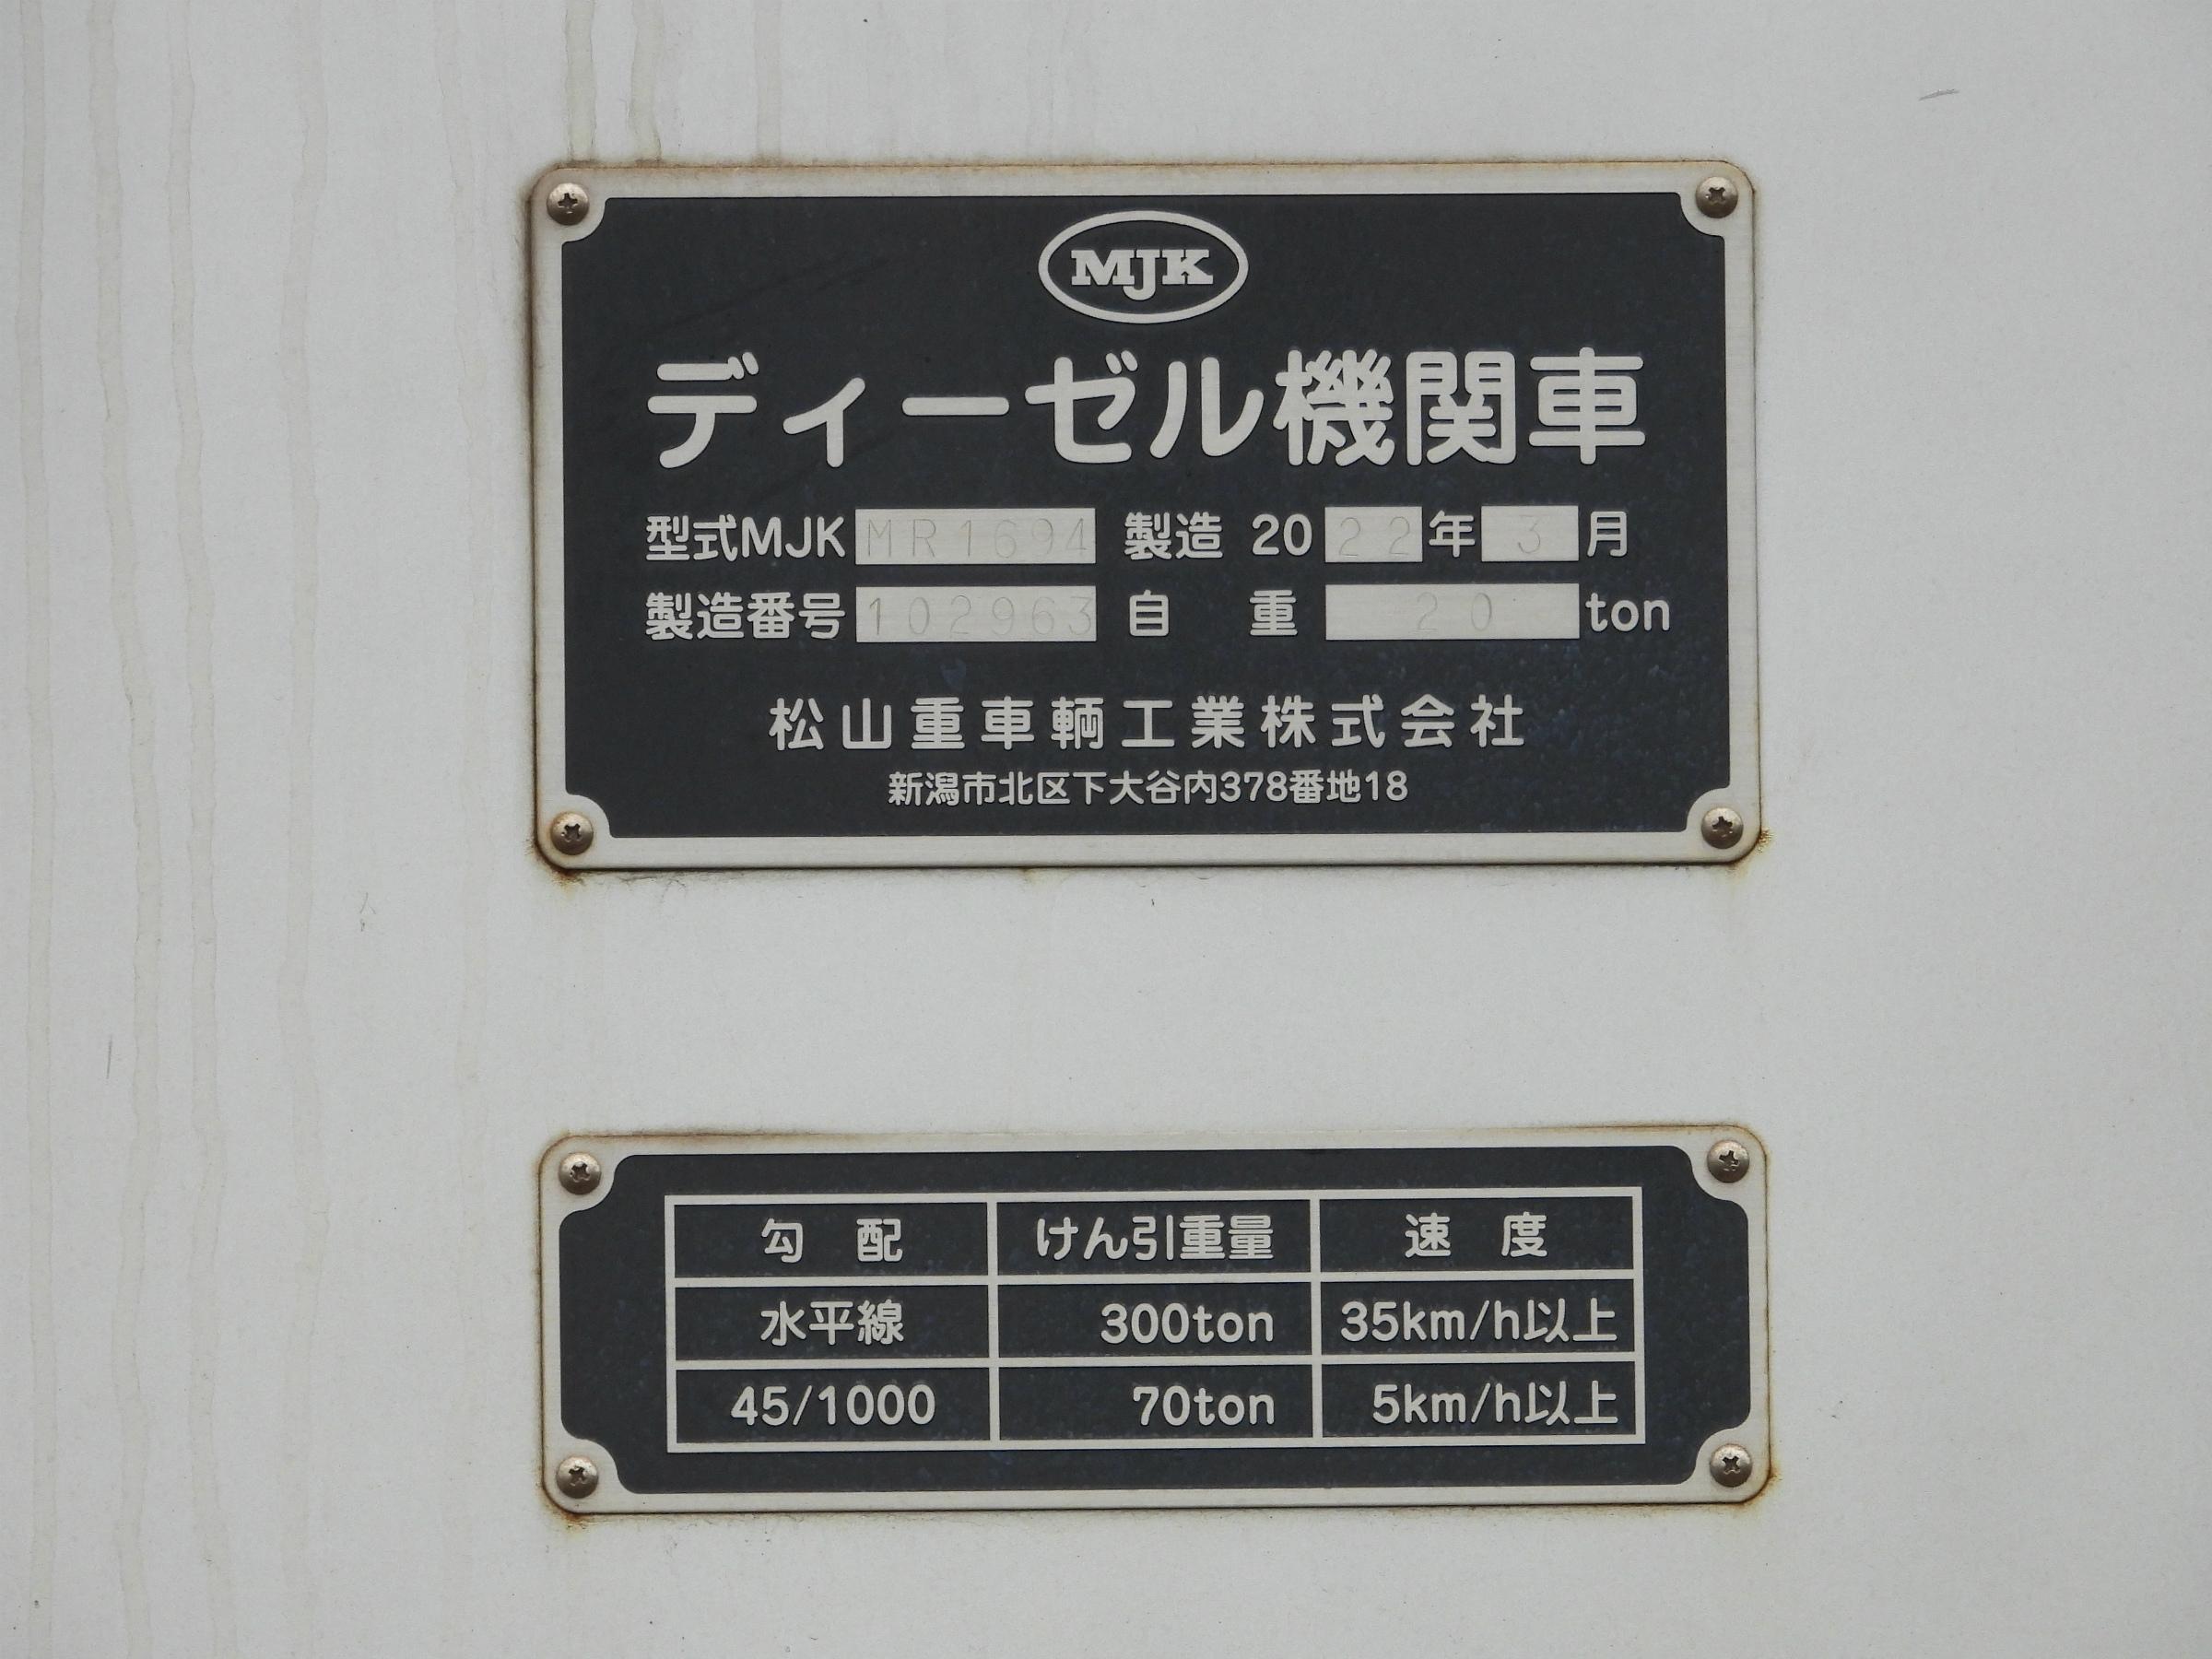 MJK
ディーゼル機関車
型式MJK MR1694 製造 2022年3月
製造番号 102963 自 重 20 ton
松山重車輌工業株式会社
新潟市北区下大谷内378番地18
勾 配 けん引重量 速 度
水平線 300ton 35km/h以上
45/1000 70ton 5km/h以上